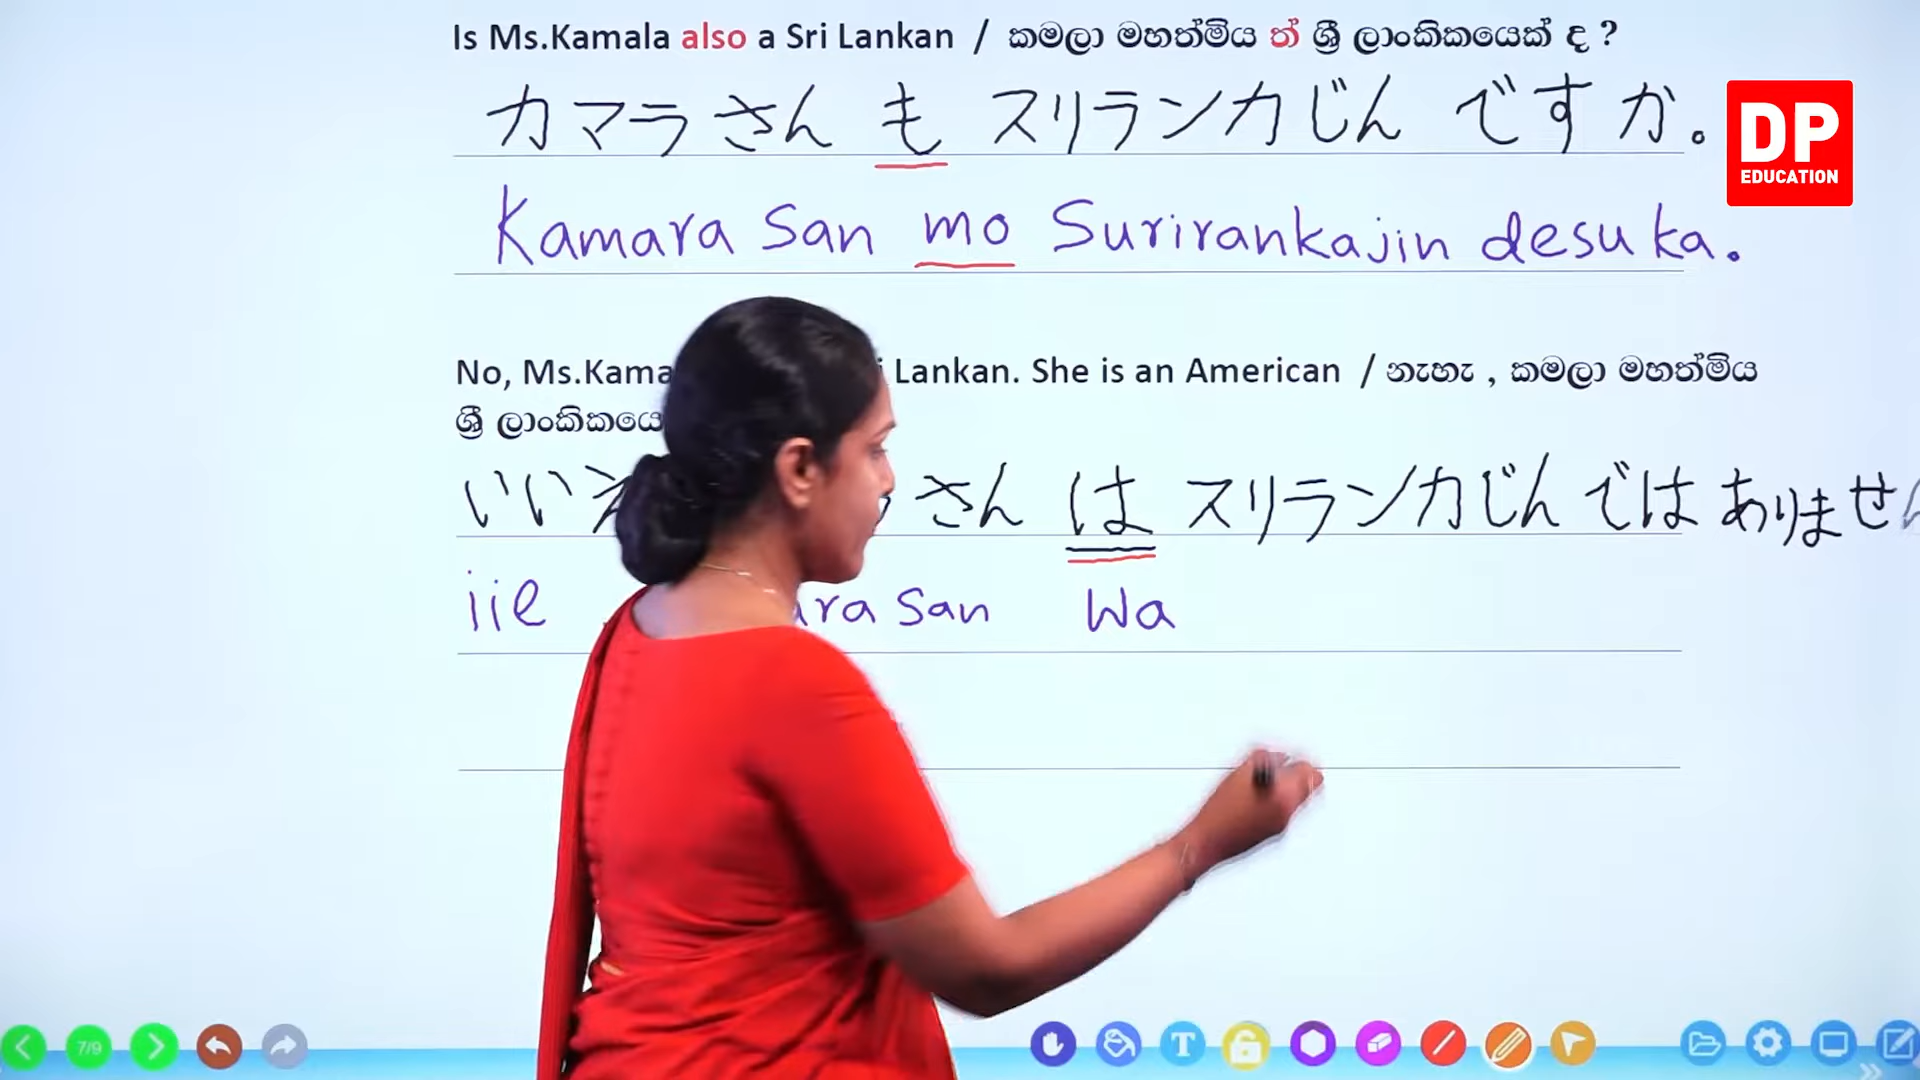 Is Ms.Kamala also a Sri Lankan / කමලා මහත්මිය ත් ශ්‍රී ලාංකිකයෙක් ද ?
カマラさん も スリランカじん です か。
DP
EDUCATION
Kamara San mo Surirankajin desu ka.
No, Ms. Lankan. She is an American / නැහැ , කමලා මහත්මිය
ශ්‍රී
いい さん は スリランカじん では ありません
iie San Wa
7/9
T